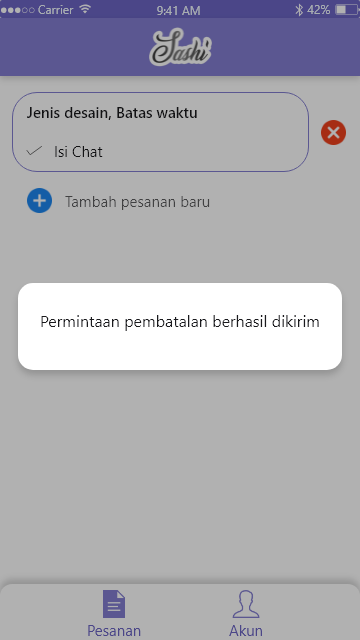 Carrier 9:41 AM 42%
Sashi
Jenis desain, Batas waktu
Isi Chat
Tambah pesanan baru
Permintaan pembatalan berhasil dikirim
Pesanan Akun